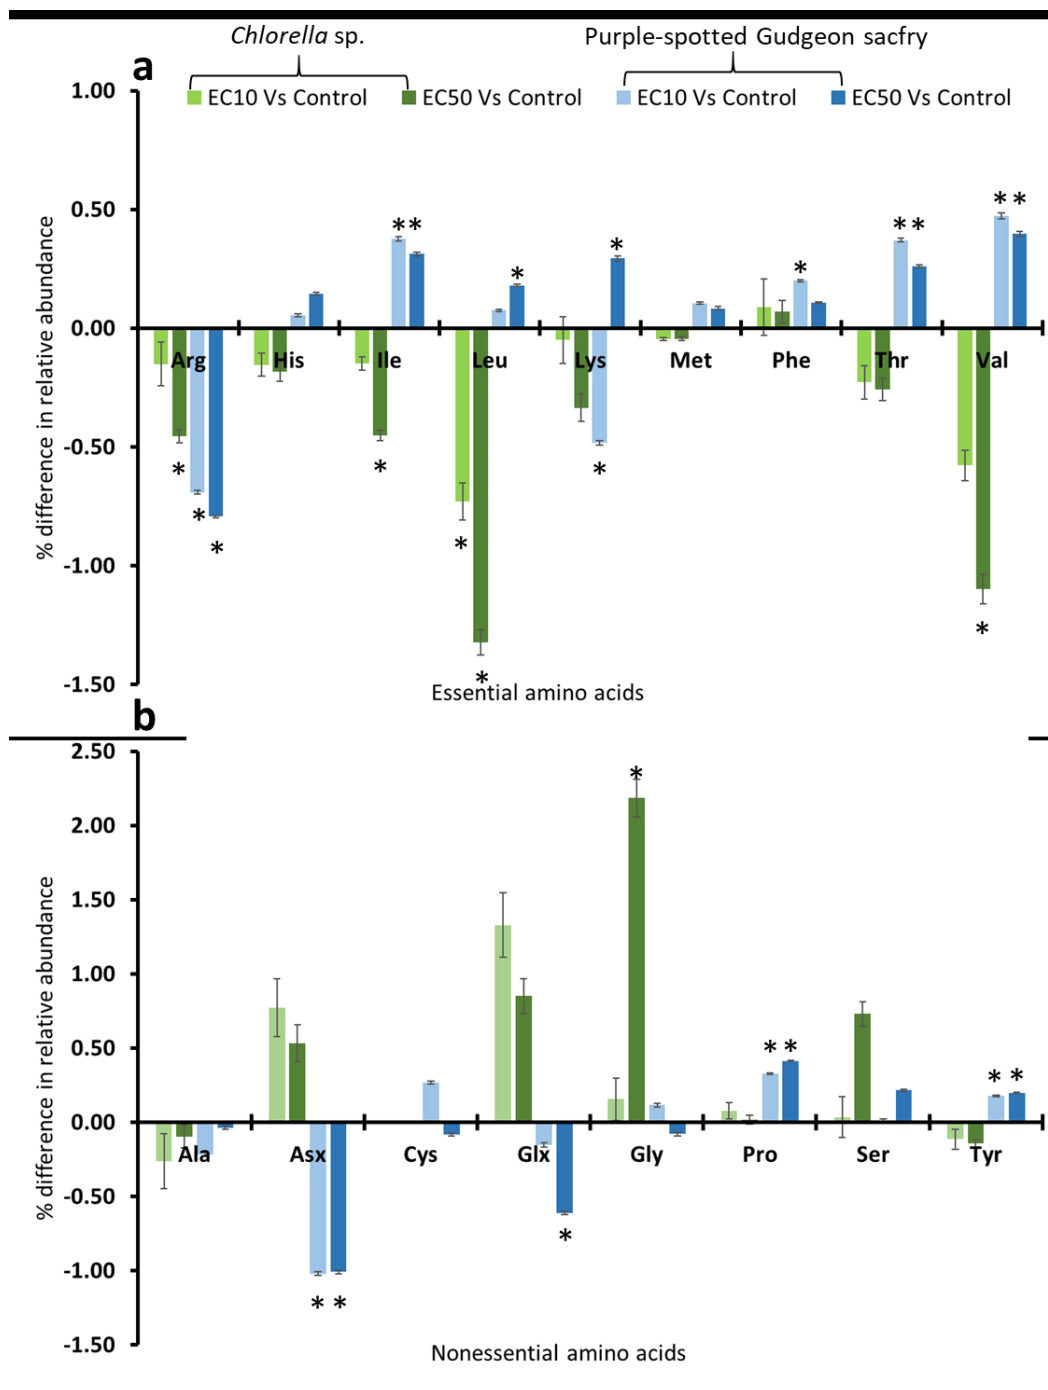 Chlorella sp. Purple-spotted Gudgeon sacfry
a
EC10 Vs Control EC50 Vs Control EC10 Vs Control EC50 Vs Control
% difference in relative abundance
1.00
0.50
0.00
-0.50
-1.00
-1.50
* * * * * * * * * *
Arg His Ile Leu Lys Met Phe Thr Val
* * * * * * * *
Essential amino acids
b
% difference in relative abundance
2.50
2.00
1.50
1.00
0.50
0.00
-0.50
-1.00
-1.50
* * * * *
Ala Asx Cys Glx Gly Pro Ser Tyr
* * *
Nonessential amino acids